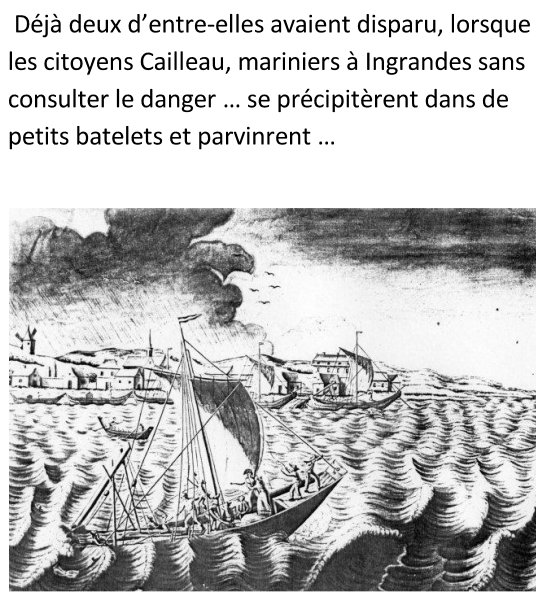 Déjà deux d’entre-elles avaient disparu, lorsque
les citoyens Cailleau, mariniers à Ingrandes sans
consulter le danger … se précipitèrent dans de
petits batelets et parvinrent …